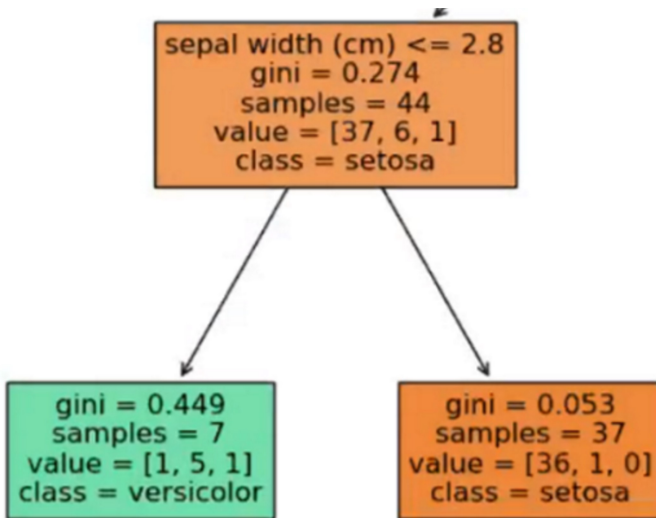 sepal width (cm) <= 2.8
gini = 0.274
samples = 44
value = [37, 6, 1]
class = setosa
gini = 0.449
samples = 7
value = [1, 5, 1]
class = versicolor
gini = 0.053
samples = 37
value = [36, 1, 0]
class = setosa